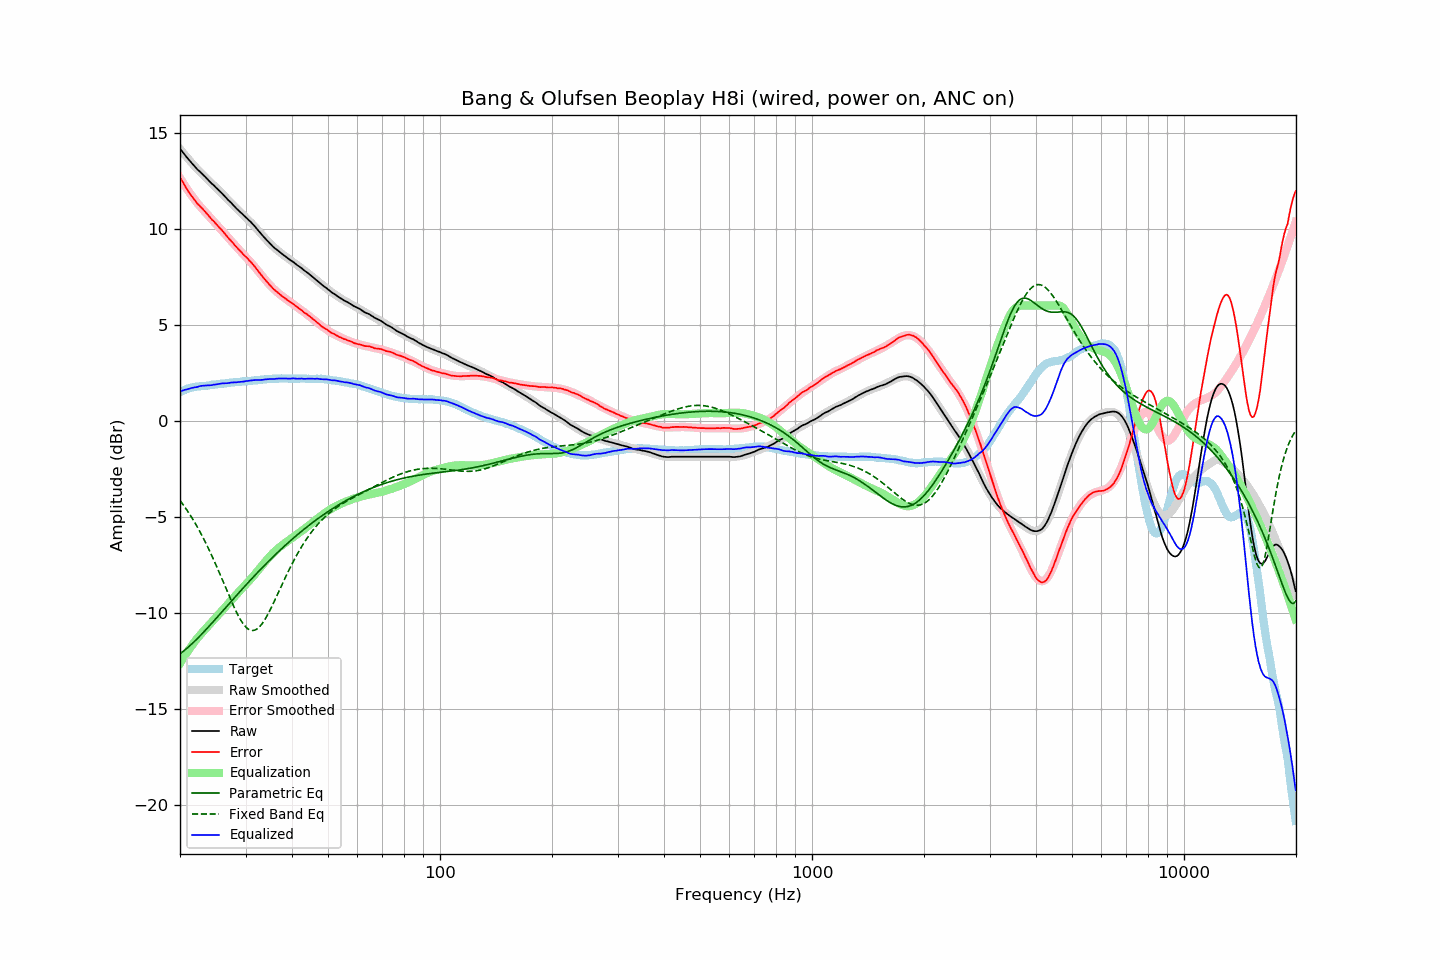 Bang & Olufsen Beoplay H8i (wired, power on, ANC on)
15
10
5
0
−5
−10
−15
−20
Amplitude (dBr)
Target
Raw Smoothed
Error Smoothed
Raw
Error
Equalization
Parametric Eq
Fixed Band Eq
Equalized
100
1000
10000
Frequency (Hz)